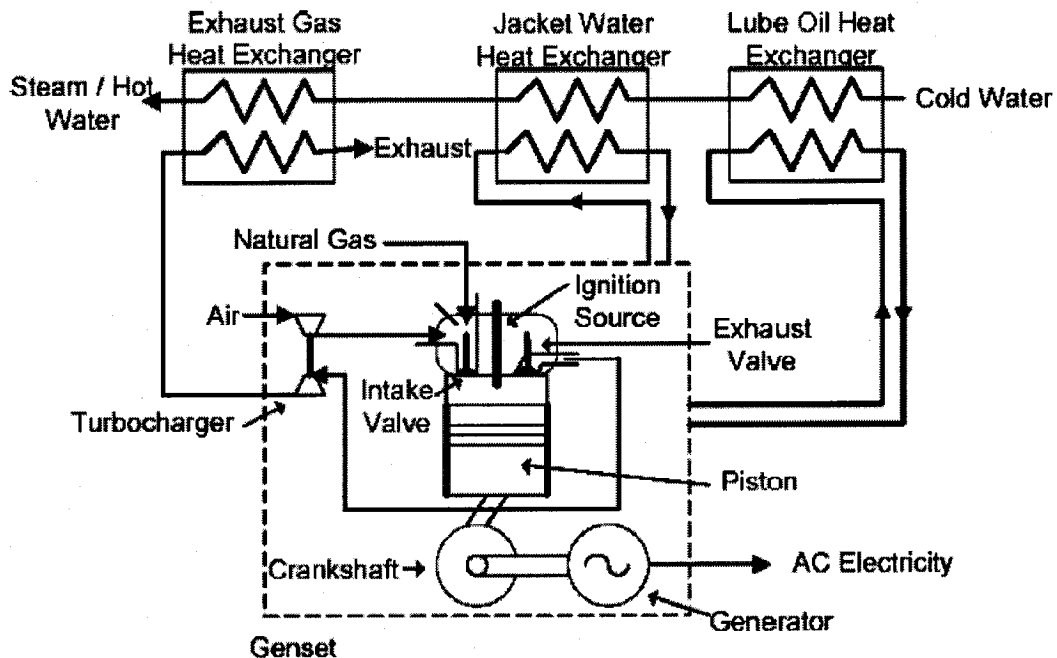 Exhaust Gas
Heat Exchanger
Jacket Water
Heat Exchanger
Lube Oil Heat
Exchanger
Steam / Hot
Water
Cold Water
Exhaust
Natural Gas
Ignition
Source
Air
Exhaust
Valve
Intake
Valve
Turbocharger
Piston
Crankshaft
AC Electricity
Generator
Genset